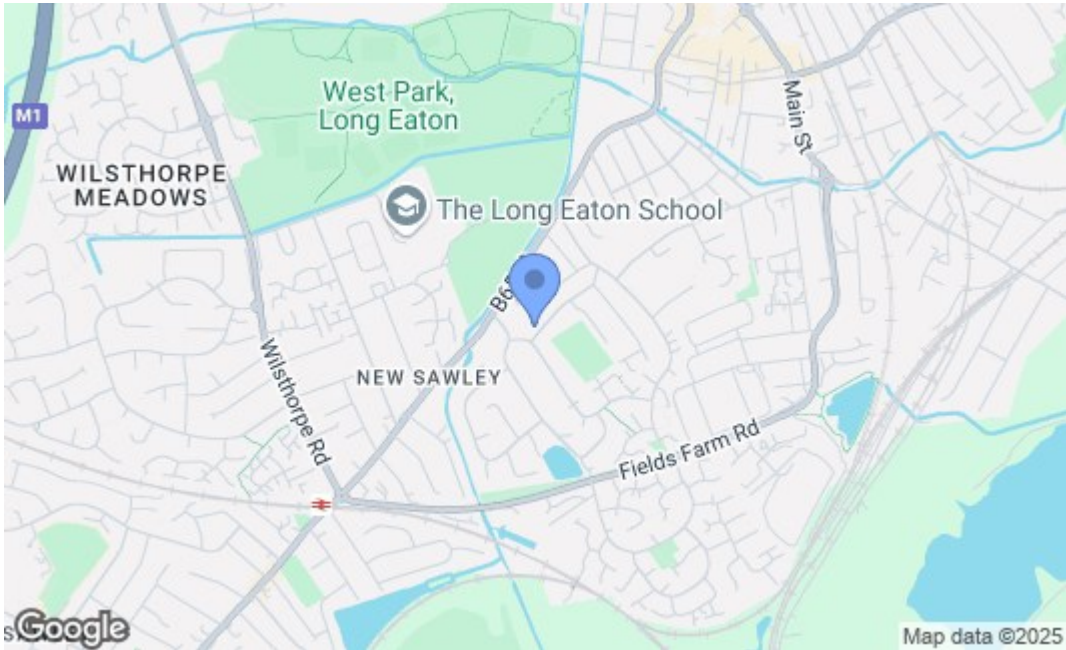 M1
West Park,
Long Eaton
WILSTHORPE
MEADOWS
The Long Eaton School
Main St
Wilsthorpe Rd
NEW SAWLEY
Fields Farm Rd
Google
Map data ©2025